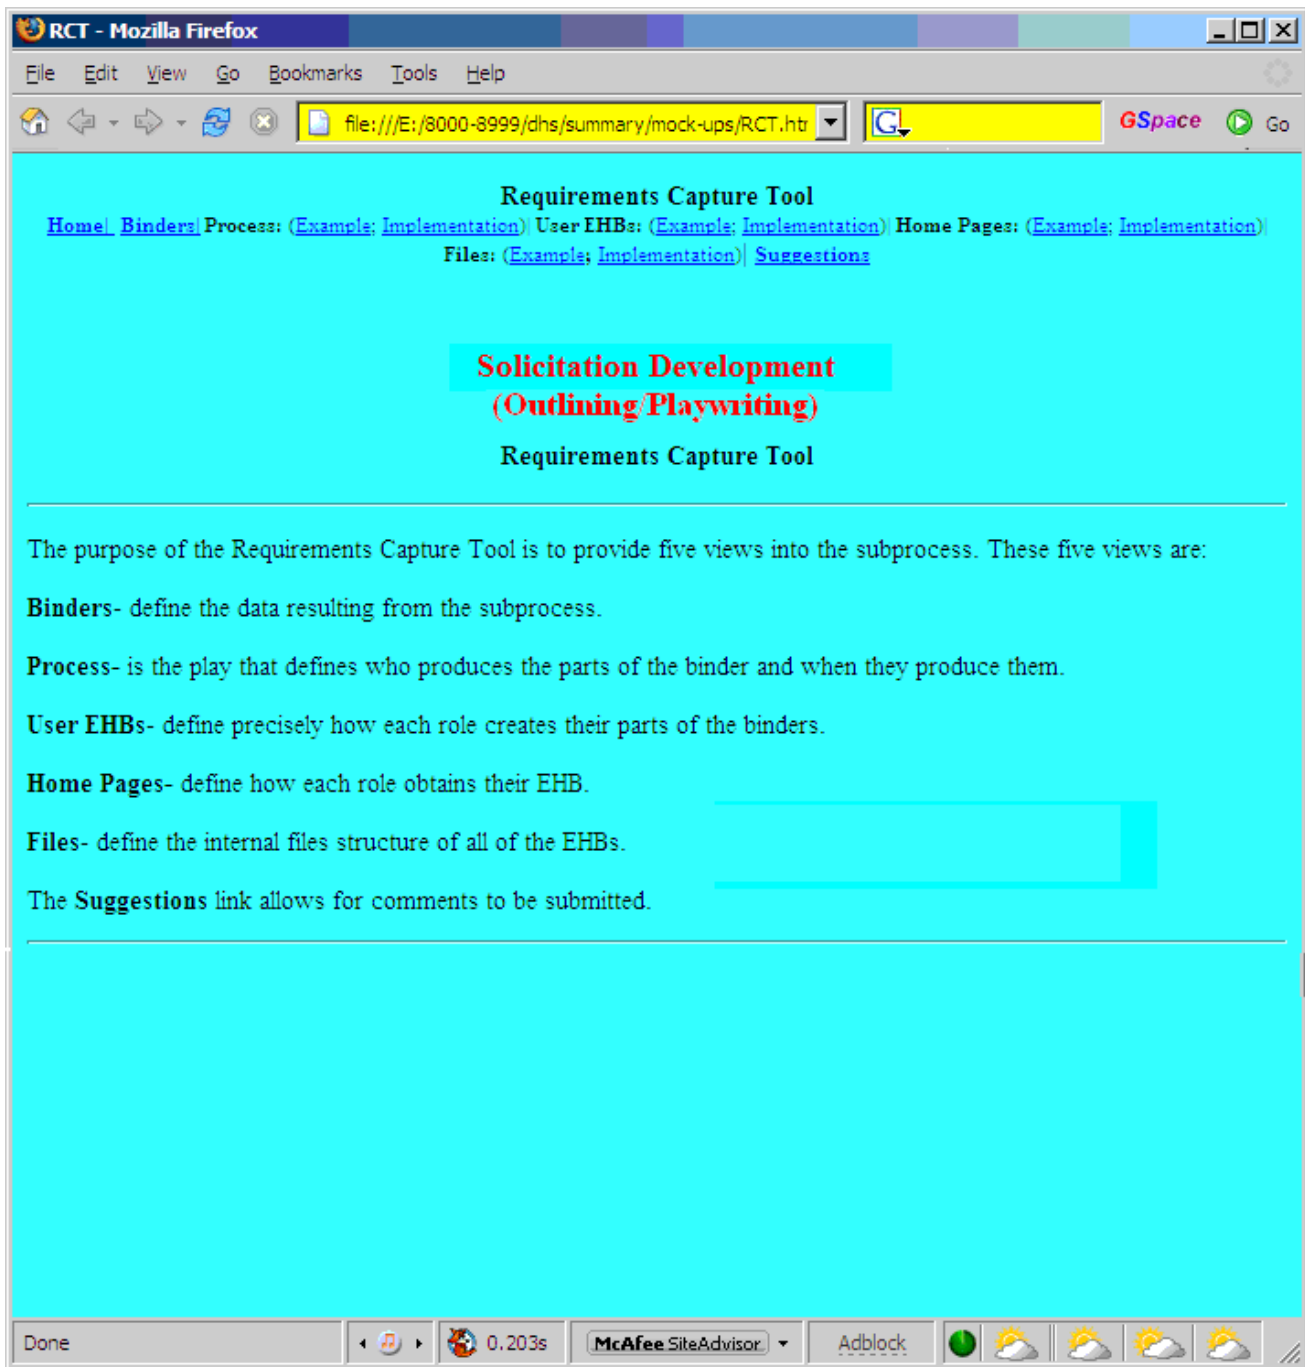 RCT - Mozilla Firefox
File Edit View Go Bookmarks Tools Help
file:///E:/8000-8999/dhs/summary/mock-ups/RCT.htr G GSpace Go
Requirements Capture Tool
Home| Binders| Process: (Example; Implementation)| User EHBs: (Example; Implementation)| Home Pages: (Example; Implementation)|
Files: (Example; Implementation)| Suggestions
Solicitation Development
(Outlining/Playwriting)
Requirements Capture Tool
The purpose of the Requirements Capture Tool is to provide five views into the subprocess. These five views are:
Binders- define the data resulting from the subprocess.
Process- is the play that defines who produces the parts of the binder and when they produce them.
User EHBs- define precisely how each role creates their parts of the binders.
Home Pages- define how each role obtains their EHB.
Files- define the internal files structure of all of the EHBs.
The Suggestions link allows for comments to be submitted.
Done 0.203s McAfee SiteAdvisor Adblock